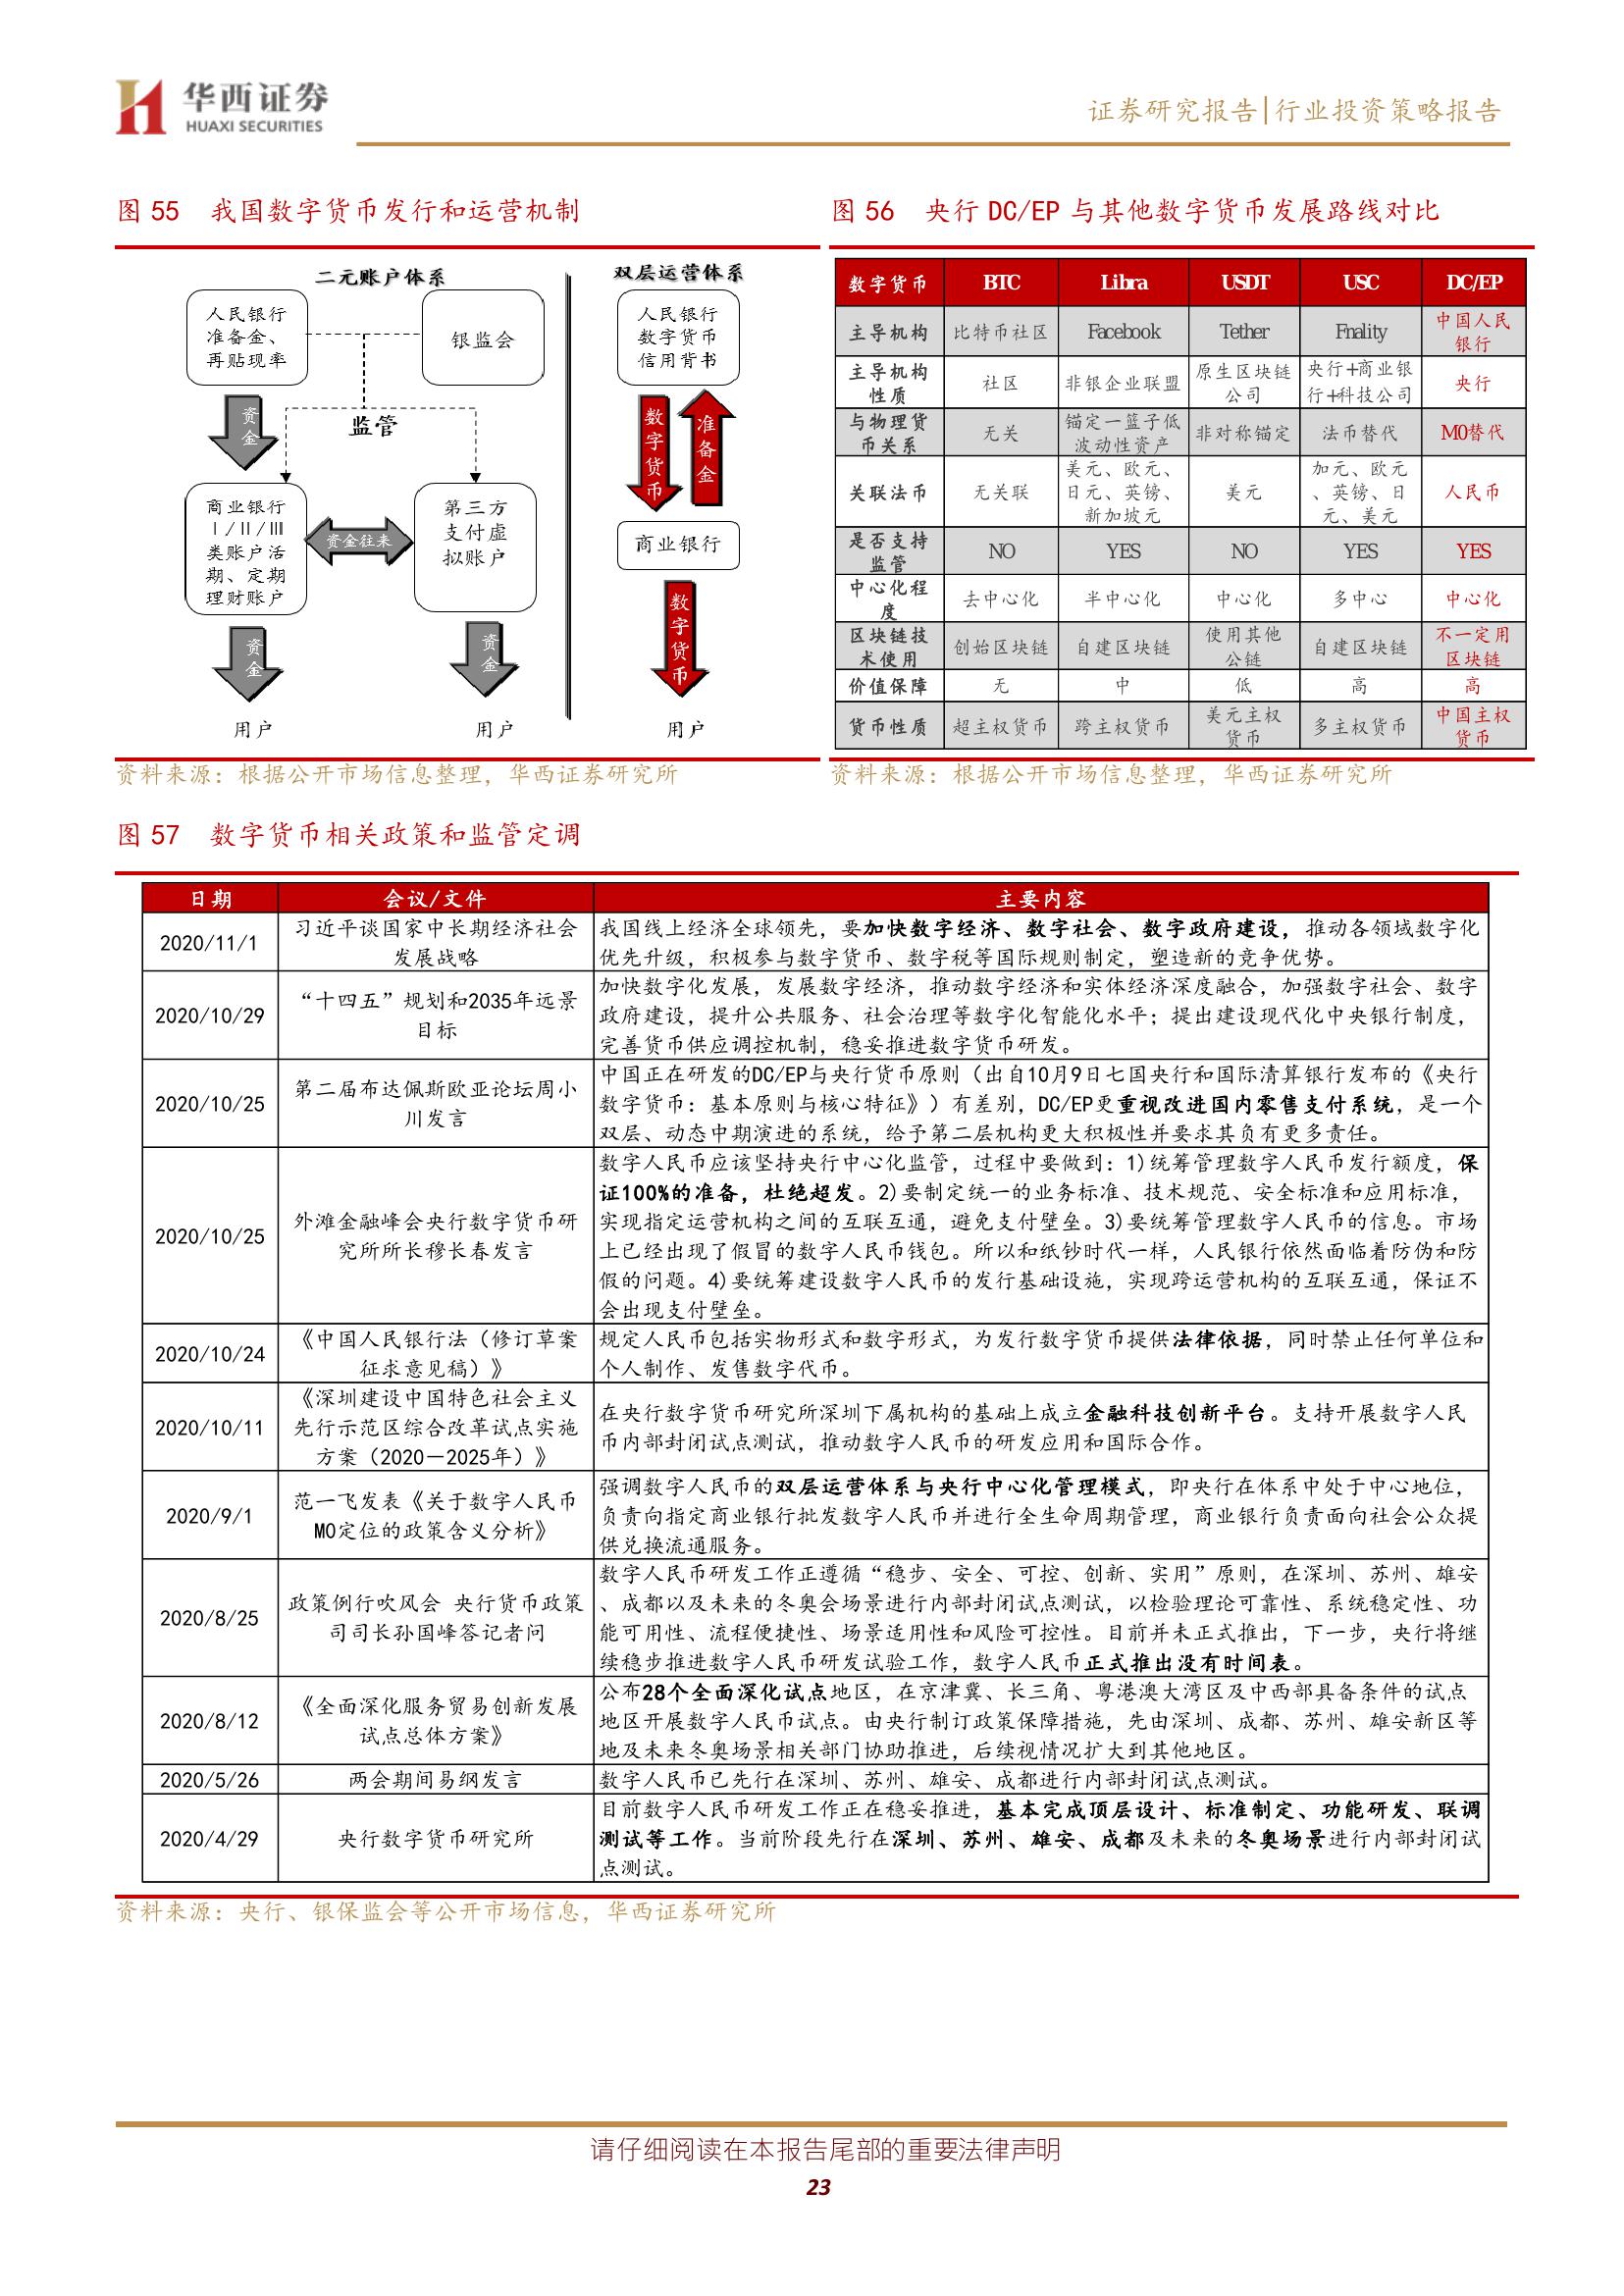 华西证券
HUAXI SECURITIES
证券研究报告|行业投资策略报告
图 55 我国数字货币发行和运营机制
二元账户体系
人民银行
准备金、
再贴现率
银监会
资金
监管
商业银行
Ⅰ/Ⅱ/Ⅲ
类账户活
期、定期
理财账户
资金往来
第三方
支付虚
拟账户
资金
资金
用户
用户
双层运营体系
人民银行
数字货币
信用背书
数字货币
准备金
商业银行
数字货币
用户
资料来源：根据公开市场信息整理，华西证券研究所
图 56 央行 DC/EP 与其他数字货币发展路线对比
数字货币 BTC Libra USDT USC DC/EP
主导机构 比特币社区 Facebook Tether Fnality 中国人民
银行
主导机构
性质 社区 非银企业联盟 原生区块链
公司 央行+商业银
行+科技公司 央行
与物理货
币关系 无关 锚定一篮子低
波动性资产 非对称锚定 法币替代 M0替代
关联法币 无关联 美元、欧元、
日元、英镑、
新加坡元 美元 加元、欧元
、英镑、日
元、美元 人民币
是否支持
监管 NO YES NO YES YES
中心化程
度 去中心化 半中心化 中心化 多中心 中心化
区块链技
术使用 创始区块链 自建区块链 使用其他
公链 自建区块链 不一定用
区块链
价值保障 无 中 低 高 高
货币性质 超主权货币 跨主权货币 美元主权
货币 多主权货币 中国主权
货币
资料来源：根据公开市场信息整理，华西证券研究所
图 57 数字货币相关政策和监管定调
日期 会议/文件 主要内容
2020/11/1 习近平谈国家中长期经济社会
发展战略
我国线上经济全球领先，要加快数字经济、数字社会、数字政府建设，推动各领域数字化
优先升级，积极参与数字货币、数字税等国际规则制定，塑造新的竞争优势。
2020/10/29 “十四五”规划和2035年远景
目标
加快数字化发展，发展数字经济，推动数字经济和实体经济深度融合，加强数字社会、数字
政府建设，提升公共服务、社会治理等数字化智能化水平；提出建设现代化中央银行制度，
完善货币供应调控机制，稳妥推进数字货币研发。
2020/10/25 第二届布达佩斯欧亚论坛周小
川发言
中国正在研发的DC/EP与央行货币原则（出自10月9日七国央行和国际清算银行发布的《央行
数字货币：基本原则与核心特征》）有差别，DC/EP更重视改进国内零售支付系统，是一个
双层、动态中期演进的系统，给予第二层机构更大积极性并要求其负有更多责任。
2020/10/25 外滩金融峰会央行数字货币研
究所所长穆长春发言
数字人民币应该坚持央行中心化监管，过程中要做到：1)统筹管理数字人民币发行额度，保
证100%的准备，杜绝超发。2)要制定统一的业务标准、技术规范、安全标准和应用标准，
实现指定运营机构之间的互联互通，避免支付壁垒。3)要统筹管理数字人民币的信息。市场
上已经出现了假冒的数字人民币钱包。所以和纸钞时代一样，人民银行依然面临着防伪和防
假的问题。4)要统筹建设数字人民币的发行基础设施，实现跨运营机构的互联互通，保证不
会出现支付壁垒。
2020/10/24 《中国人民银行法（修订草案
征求意见稿）》
规定人民币包括实物形式和数字形式，为发行数字货币提供法律依据，同时禁止任何单位和
个人制作、发售数字代币。
2020/10/11 《深圳建设中国特色社会主义
先行示范区综合改革试点实施
方案（2020－2025年）》
在央行数字货币研究所深圳下属机构的基础上成立金融科技创新平台。支持开展数字人民
币内部封闭试点测试，推动数字人民币的研发应用和国际合作。
2020/9/1 范一飞发表《关于数字人民币
M0定位的政策含义分析》
强调数字人民币的双层运营体系与央行中心化管理模式，即央行在体系中处于中心地位，
负责向指定商业银行批发数字人民币并进行全生命周期管理，商业银行负责面向社会公众提
供兑换流通服务。
2020/8/25 政策例行吹风会 央行货币政策
司司长孙国峰答记者问
数字人民币研发工作正遵循“稳步、安全、可控、创新、实用”原则，在深圳、苏州、雄安
、成都以及未来的冬奥会场景进行内部封闭试点测试，以检验理论可靠性、系统稳定性、功
能可用性、流程便捷性、场景适用性和风险可控性。目前并未正式推出，下一步，央行将继
续稳步推进数字人民币研发试验工作，数字人民币正式推出没有时间表。
2020/8/12 《全面深化服务贸易创新发展
试点总体方案》
公布28个全面深化试点地区，在京津冀、长三角、粤港澳大湾区及中西部具备条件的试点
地区开展数字人民币试点。由央行制订政策保障措施，先由深圳、成都、苏州、雄安新区等
地及未来冬奥场景相关部门协助推进，后续视情况扩大到其他地区。
2020/5/26 两会期间易纲发言 数字人民币已先行在深圳、苏州、雄安、成都进行内部封闭试点测试。
2020/4/29 央行数字货币研究所
目前数字人民币研发工作正在稳妥推进，基本完成顶层设计、标准制定、功能研发、联调
测试等工作。当前阶段先行在深圳、苏州、雄安、成都及未来的冬奥场景进行内部封闭试
点测试。
资料来源：央行、银保监会等公开市场信息，华西证券研究所
请仔细阅读在本报告尾部的重要法律声明
23